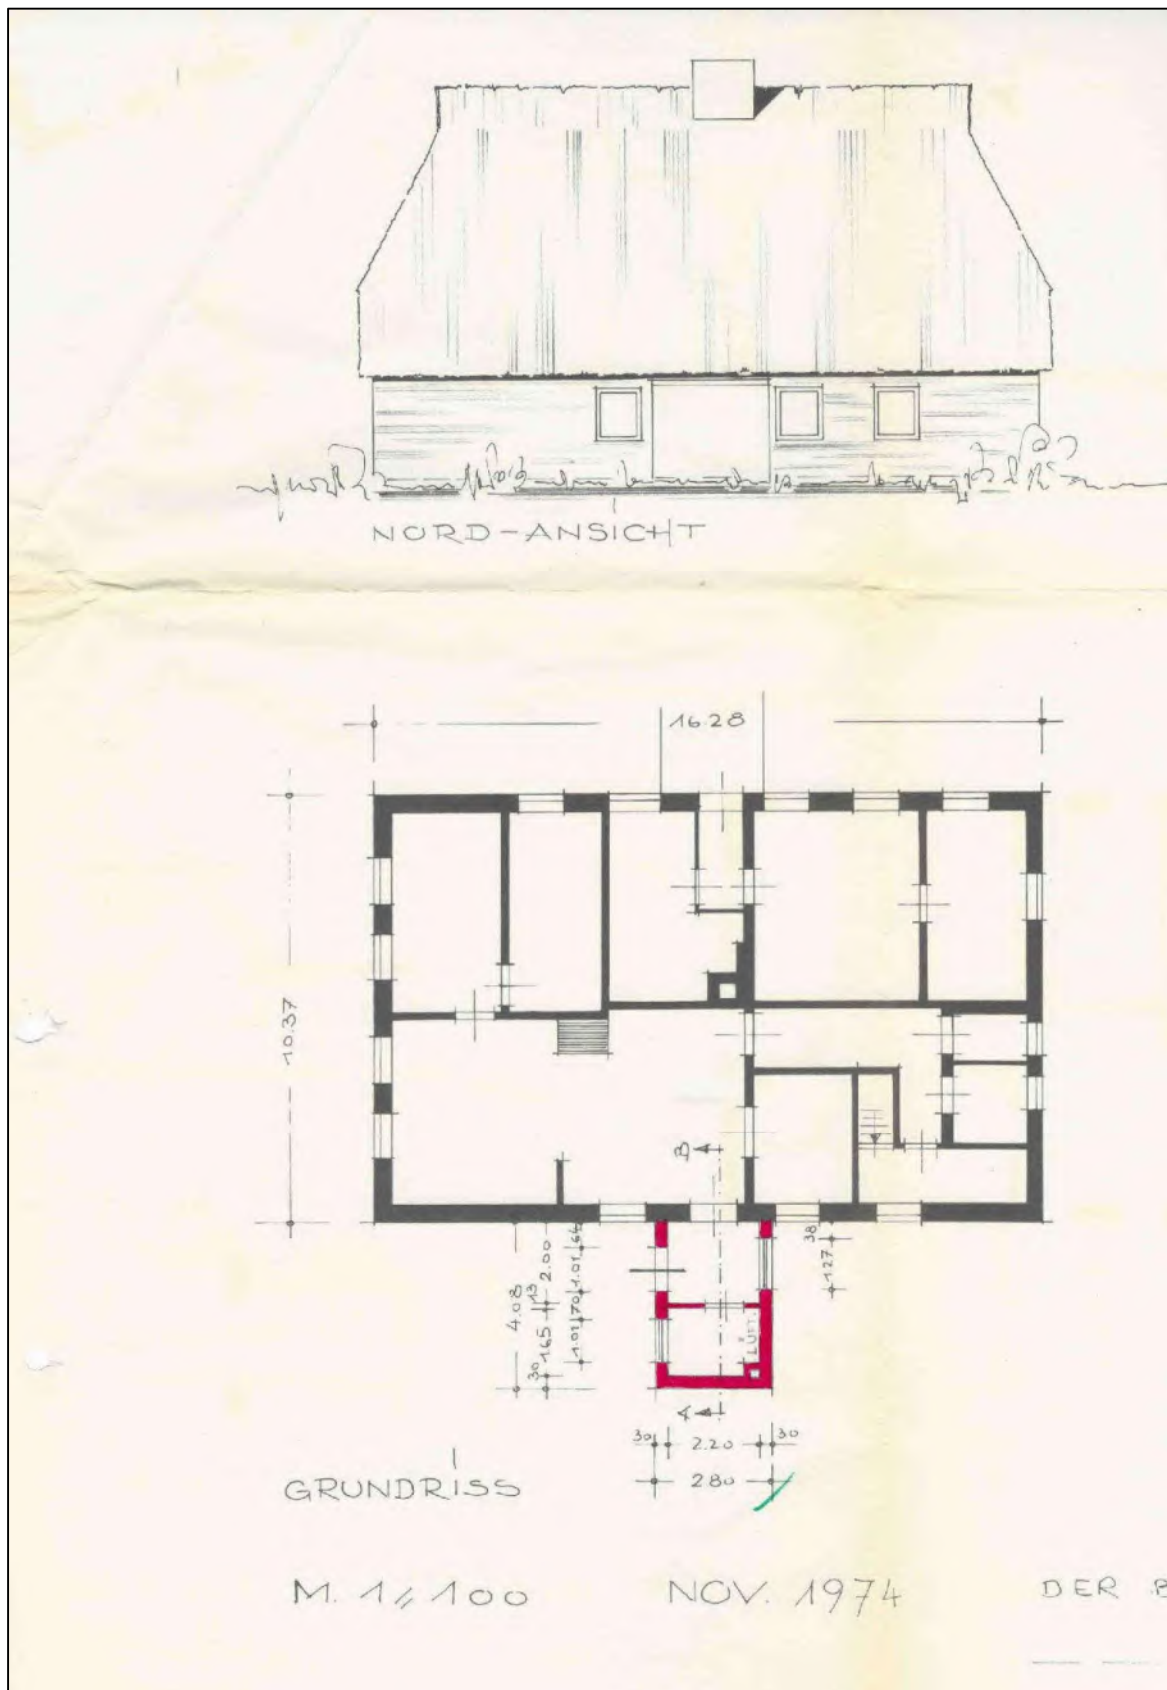 NORD-ANSICHT
16.28
10.37
B
64
1.01
70
1.01
2.00
13
1.65
30
4.08
38
1.27
LÜFT.
A
30
2.20
30
2.80
GRUNDRISS
M. 1 // 100
NOV. 1974
DER B